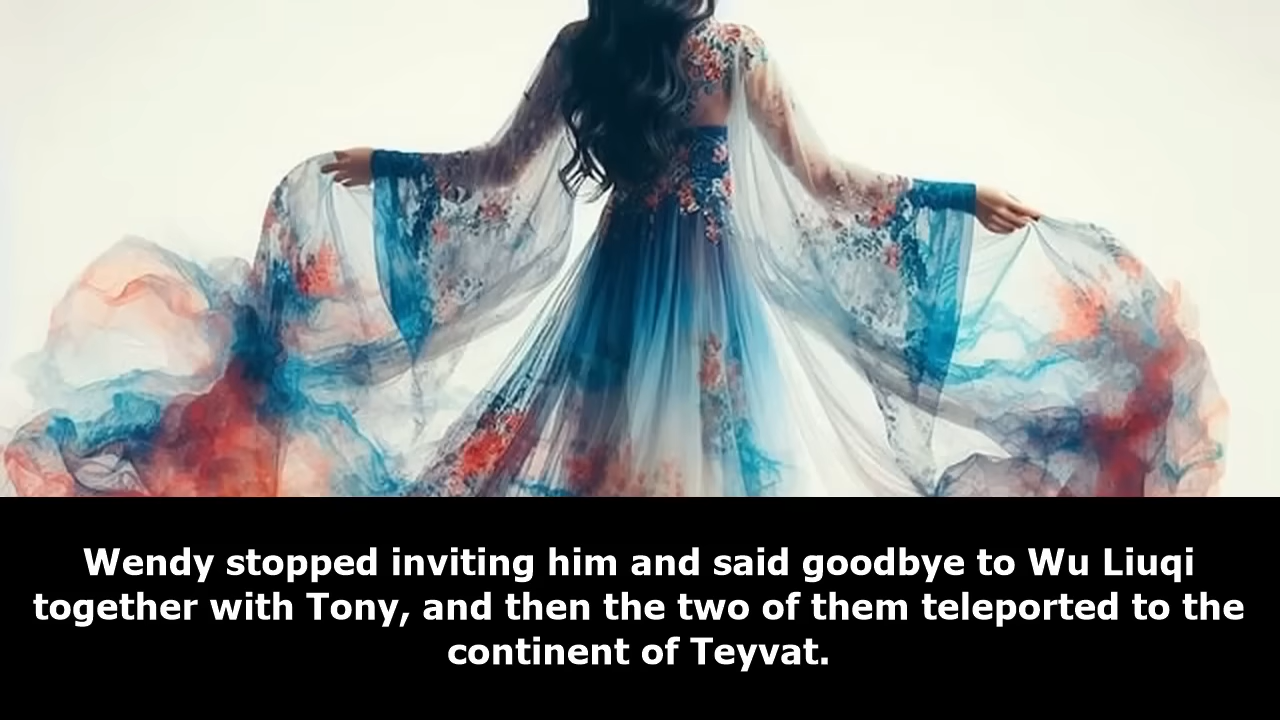 Wendy stopped inviting him and said goodbye to Wu Liuqi
together with Tony, and then the two of them teleported to the
continent of Teyvat.